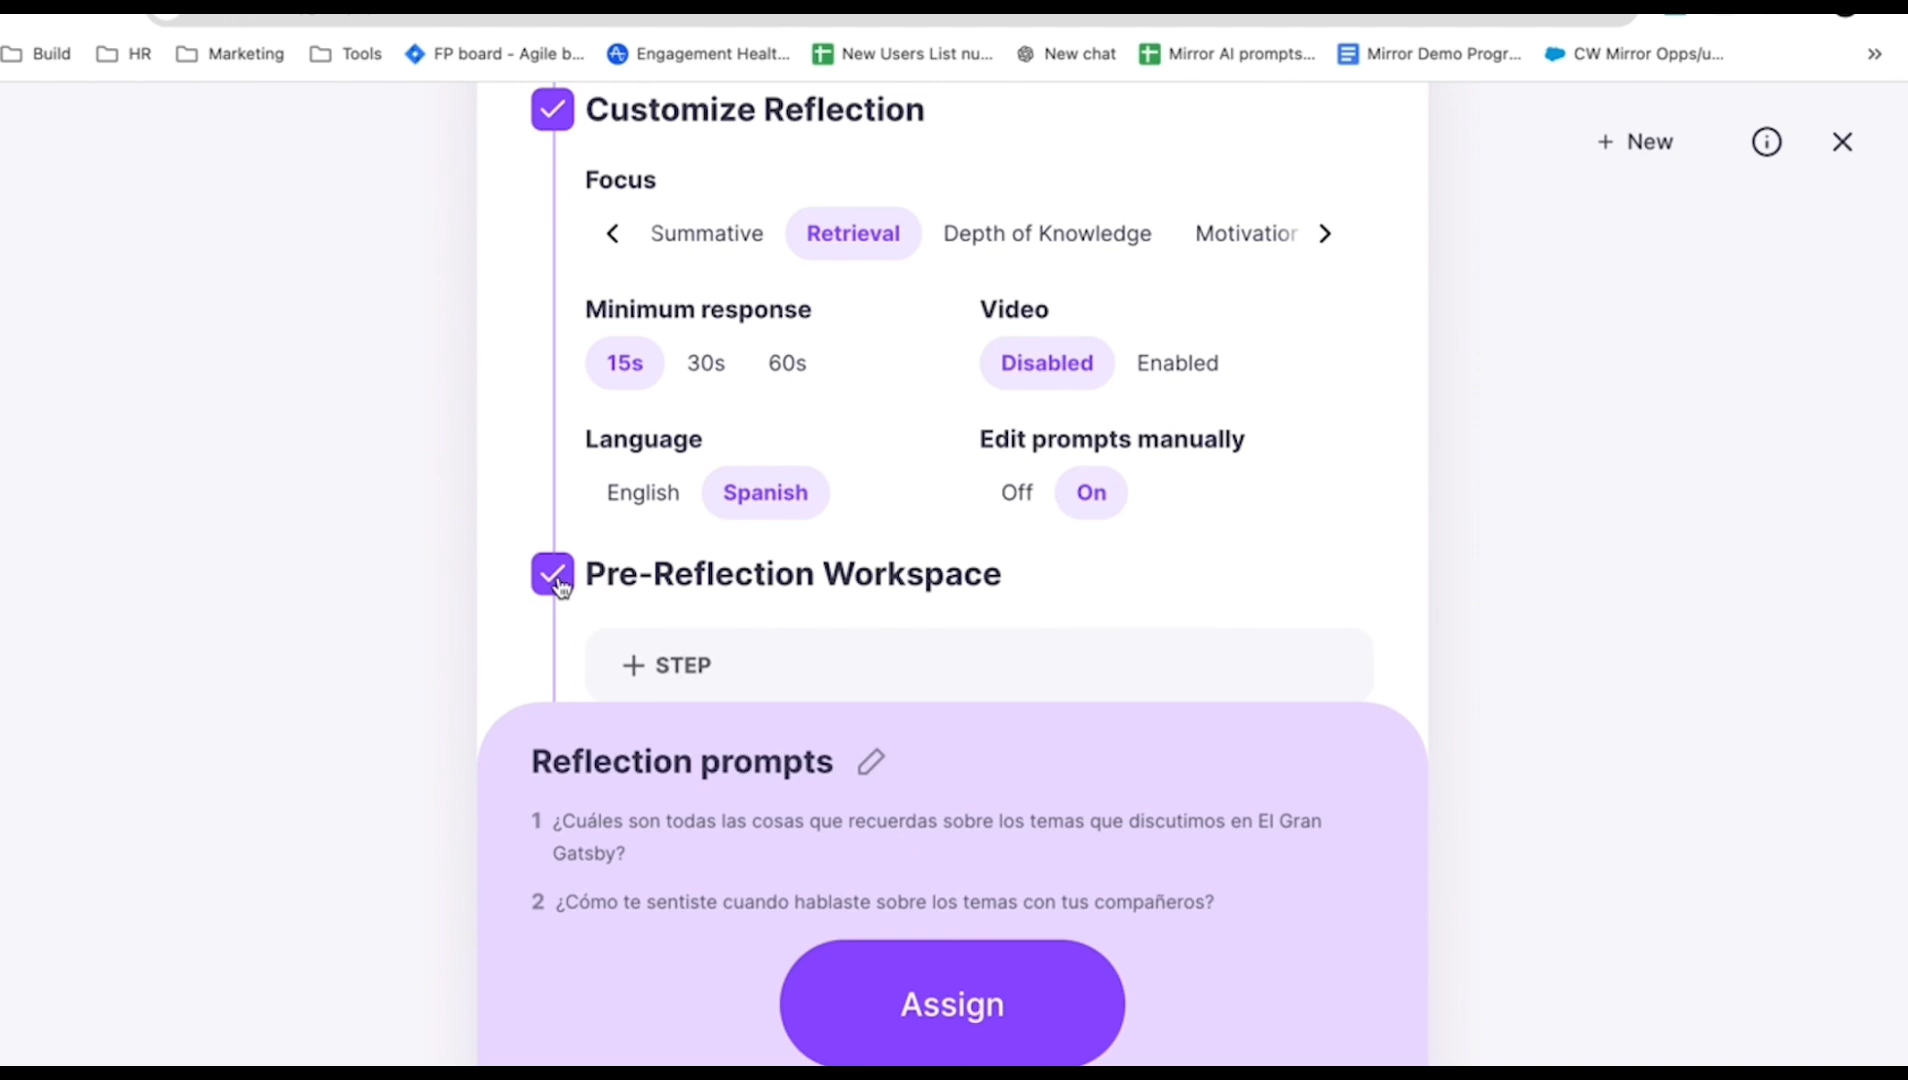 Build HR Marketing Tools FP board - Agile b... Engagement Healt... New Users List nu... New chat Mirror AI prompts... Mirror Demo Progr... CW Mirror Opps/u... »
Customize Reflection
+ New
Focus
Summative Retrieval Depth of Knowledge Motivation
Minimum response Video
15s 30s 60s Disabled Enabled
Language Edit prompts manually
English Spanish Off On
Pre-Reflection Workspace
+ STEP
Reflection prompts
1 ¿Cuáles son todas las cosas que recuerdas sobre los temas que discutimos en El Gran
Gatsby?
2 ¿Cómo te sentiste cuando hablaste sobre los temas con tus compañeros?
Assign